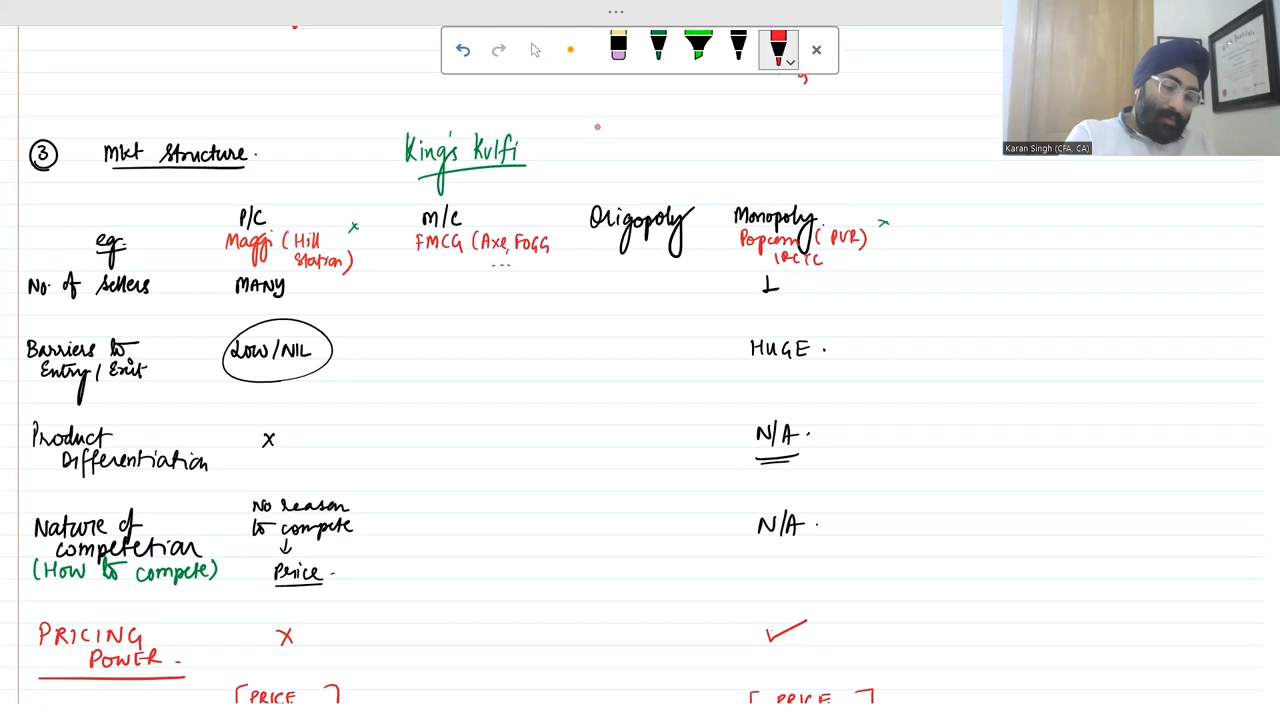 ③ Mkt Structure.
King's Kulfi
Karan Singh (CFA, CA)
P/C M/C Oligopoly Monopoly
eg. Maggi (Hill Station) x FMCG (Axe, FOGG ... Popcorn (PVR) IRCTC x
No. of Sellers MANY 1
Barriers to Low/NIL HUGE.
Entry/Exit
Product x N/A.
Differentiation
No reason
Nature of to compete N/A.
competetian ↓
(How to compete) Price.
PRICING x ✓
POWER.
[PRICE ] [PRICE ]